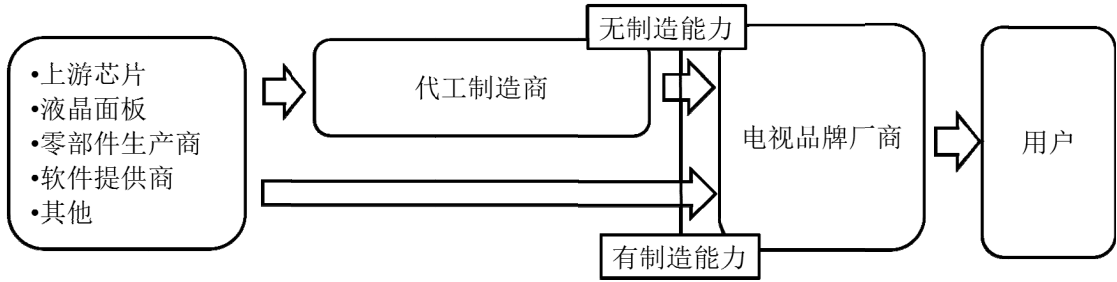 无制造能力
•上游芯片
•液晶面板
•零部件生产商
•软件提供商
•其他
代工制造商
电视品牌厂商
用户
有制造能力